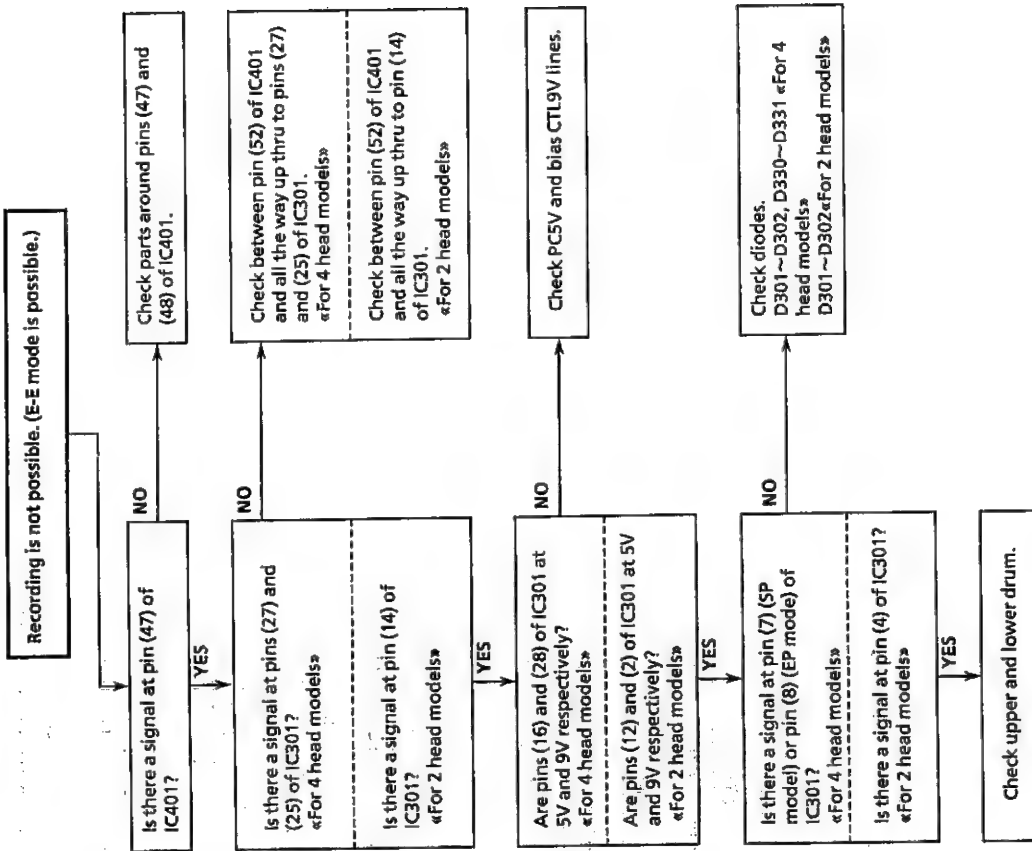 Recording is not possible. (E-E mode is passible.)
Is there a signal at pin (47) of
IC401?
NO
Check parts around pins (47) and
(48) of IC401.
YES
Is there a signal at pins (27) and
(25) of IC301?
«For 4 head models»
Is there a signal at pin (14) of
IC301?
«For 2 head models»
NO
Check between pin (52) of IC401
and all the way up thru to pins (27)
and (25) of IC301.
«For 4 head models»
Check between pin (52) of IC401
and all the way up thru to pin (14)
of IC301.
«For 2 head models»
YES
Are pins (16) and (28) of IC301 at
5V and 9V respectively?
«For 4 head models»
Are pins (12) and (2) of IC301 at 5V
and 9V respectively?
«For 2 head models»
NO
Check PC5V and bias CTL9V lines.
YES
Is there a signal at pin (7) (SP
model) or pin (8) (EP mode) of
IC301?
«For 4 head models»
Is there a signal at pin (4) of IC301?
«For 2 head models»
NO
Check diodes.
D301~D302, D330~D331 «For 4
head models»
D301~D302«For 2 head models»
YES
Check upper and lower drum.